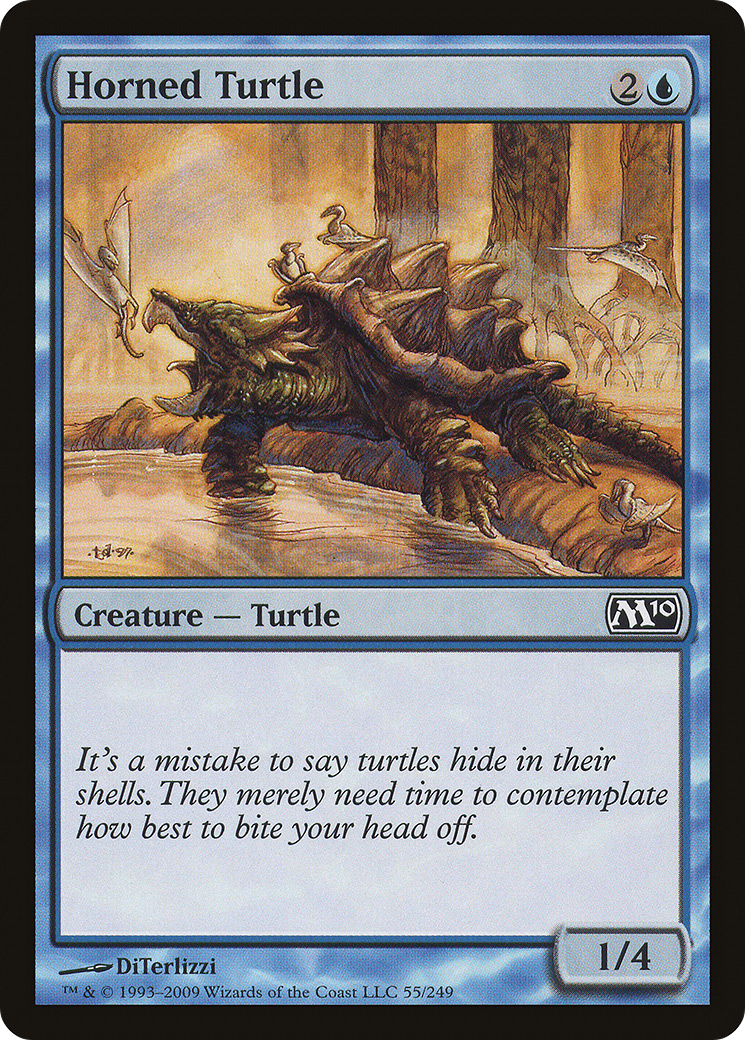 Horned Turtle 2
td 97
Creature — Turtle M10
It's a mistake to say turtles hide in their
shells. They merely need time to contemplate
how best to bite your head off.
1/4
DiTerlizzi
™ & © 1993–2009 Wizards of the Coast LLC 55/249